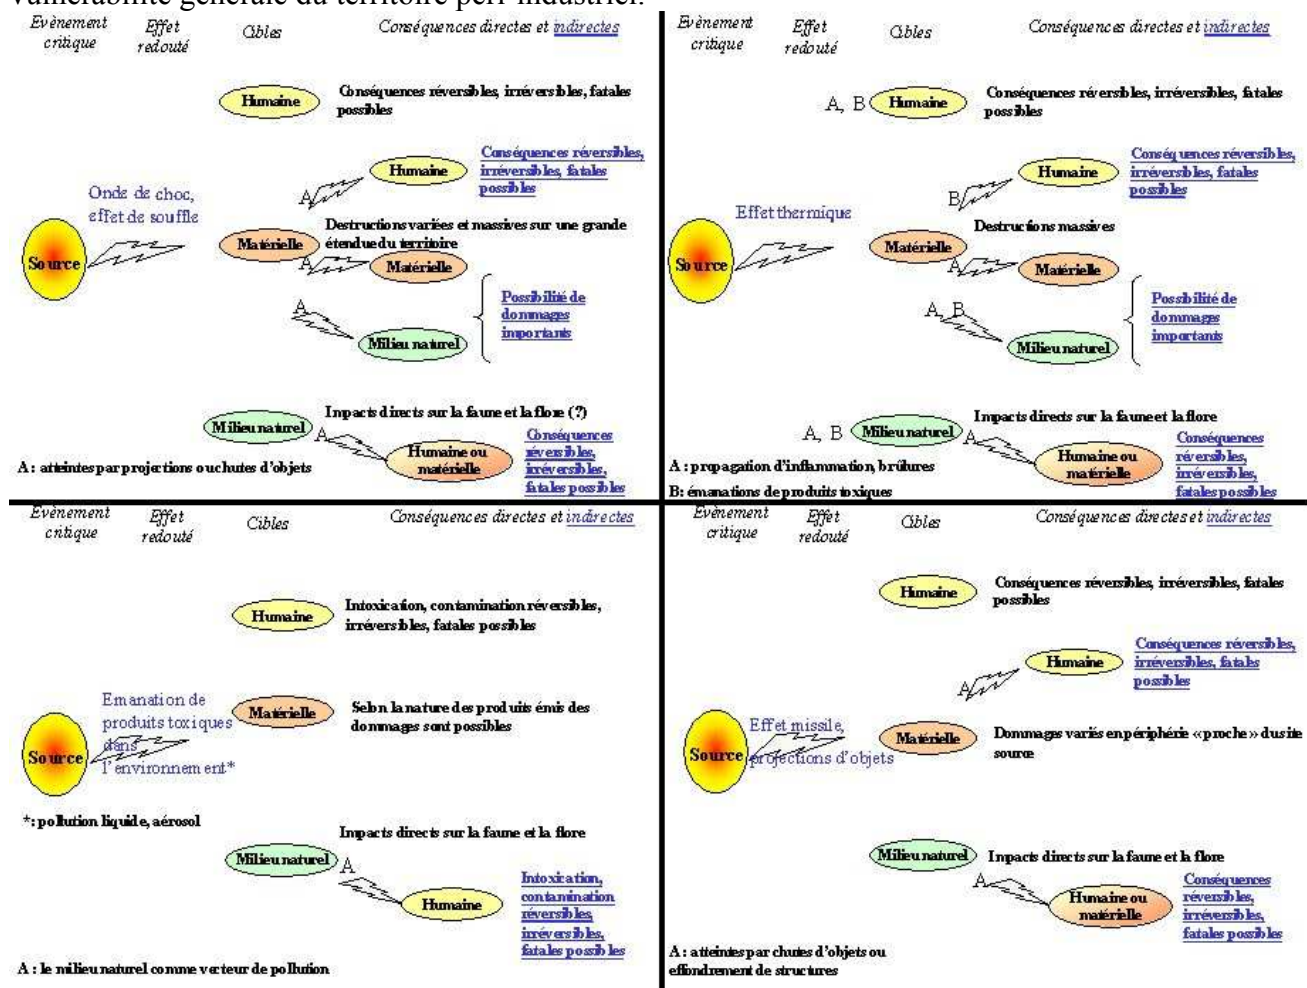 vulnérabilité générale du territoire péri-industriel.
Evènement critique
Effet redouté
Cibles
Conséquences directes et indirectes
Humaine
Conséquences réversibles, irréversibles, fatales
possibles
Humaine
Conséquences réversibles,
irréversibles, fatales
possibles
A
Onde de choc,
effet de souffle
Source
Matérielle
Destructions variées et massives sur une grande
étendue du territoire
A
Matérielle
A
Milieu naturel
Possibilité de
dommages
importants
Milieu naturel
Impacts directs sur la faune et la flore (?)
A
Humaine ou
matérielle
Conséquences
réversibles,
irréversibles,
fatales possibles
A : atteintes par projections ou chutes d'objets
Evènement
critique
Effet
redouté
Cibles
Conséquences directes et indirectes
A, B
Humaine
Conséquences réversibles, irréversibles, fatales
possibles
Humaine
Conséquences réversibles,
irréversibles, fatales
possibles
B
Effet thermique
Source
Matérielle
Destructions massives
A
Matérielle
A, B
Milieu naturel
Possibilité de
dommages
importants
A, B
Milieu naturel
Impacts directs sur la faune et la flore
A
Humaine ou
matérielle
Conséquences
réversibles,
irréversibles,
fatales possibles
A : propagation d'inflammation, brûlures
B: émanations de produits toxiques
Evènement
critique
Effet
redouté
Cibles
Conséquences directes et indirectes
Humaine
Intoxication, contamination réversibles,
irréversibles, fatales possibles
Emanation de
produits toxiques
dans
l'environnement*
Source
Matérielle
Selon la nature des produits émis des
dommages sont possibles
*: pollution liquide, aérosol
Milieu naturel
Impacts directs sur la faune et la flore
A
Humaine
Intoxication,
contamination
réversibles,
irréversibles,
fatales possibles
A : le milieu naturel comme vecteur de pollution
Evènement
critique
Effet
redouté
Cibles
Conséquences directes et indirectes
Humaine
Conséquences réversibles, irréversibles, fatales
possibles
Humaine
Conséquences réversibles,
irréversibles, fatales
possibles
A
Effet missile,
projections d'objets
Source
Matérielle
Dommages variés en périphérie « proche » du site
source
Milieu naturel
Impacts directs sur la faune et la flore
A
Humaine ou
matérielle
Conséquences
réversibles,
irréversibles,
fatales possibles
A : atteintes par chutes d'objets ou
effondrement de structures